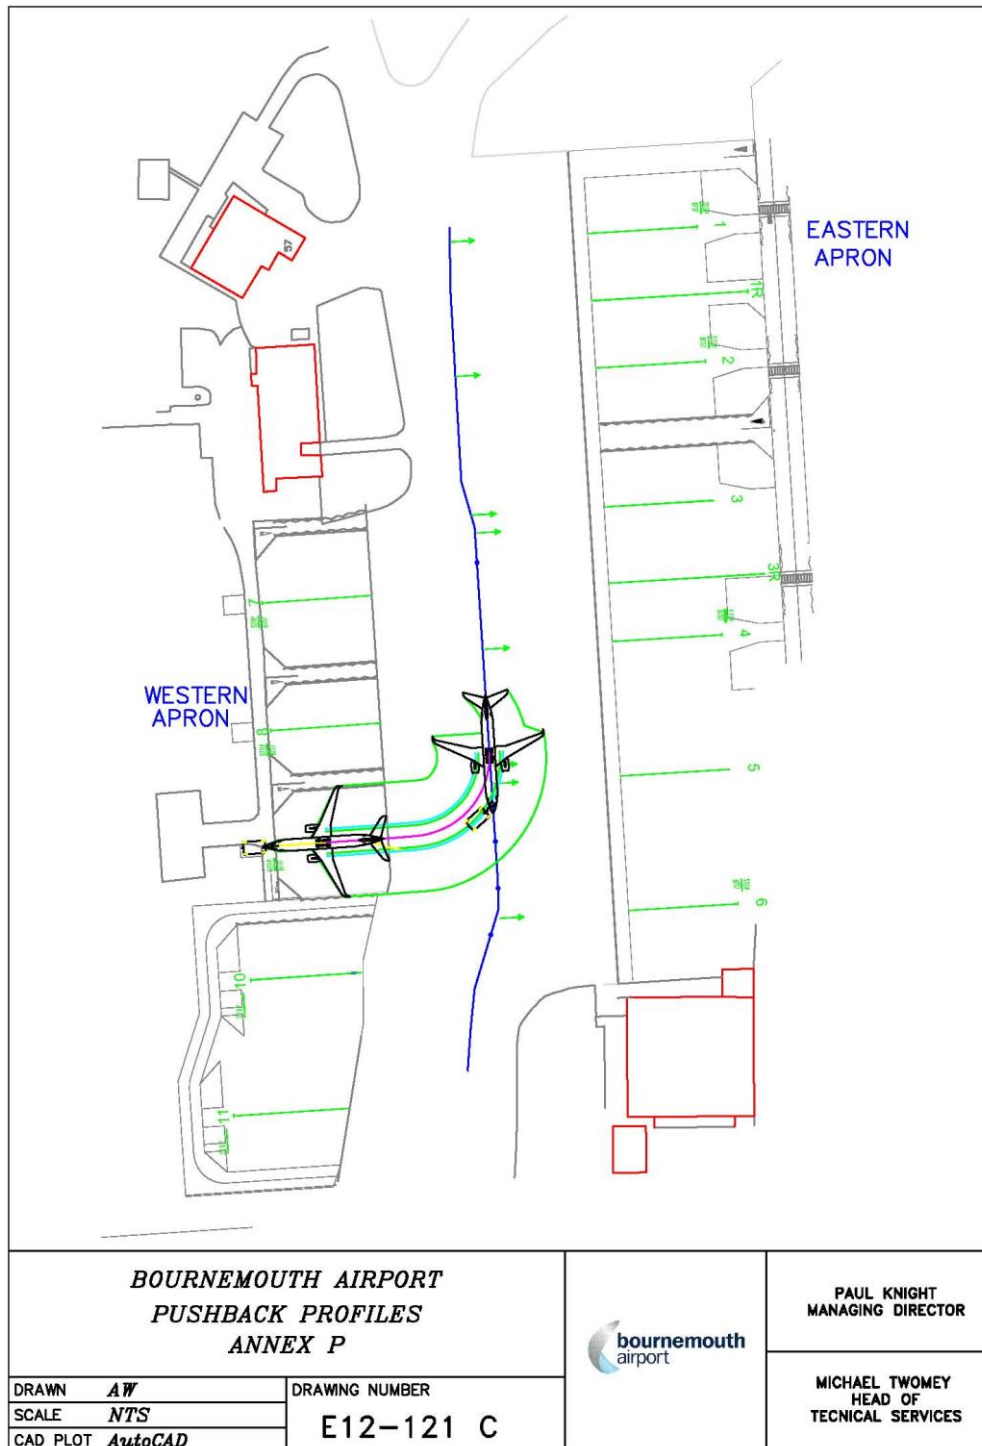 57
EASTERN
APRON
1
1R
2
3
3R
4
5
6
7
WESTERN
APRON
8
10
11
BOURNEMOUTH AIRPORT
PUSHBACK PROFILES
ANNEX P
DRAWN AW
SCALE NTS
CAD PLOT AutoCAD
DRAWING NUMBER
E12-121 C
bournemouth
airport
PAUL KNIGHT
MANAGING DIRECTOR
MICHAEL TWOMEY
HEAD OF
TECNICAL SERVICES